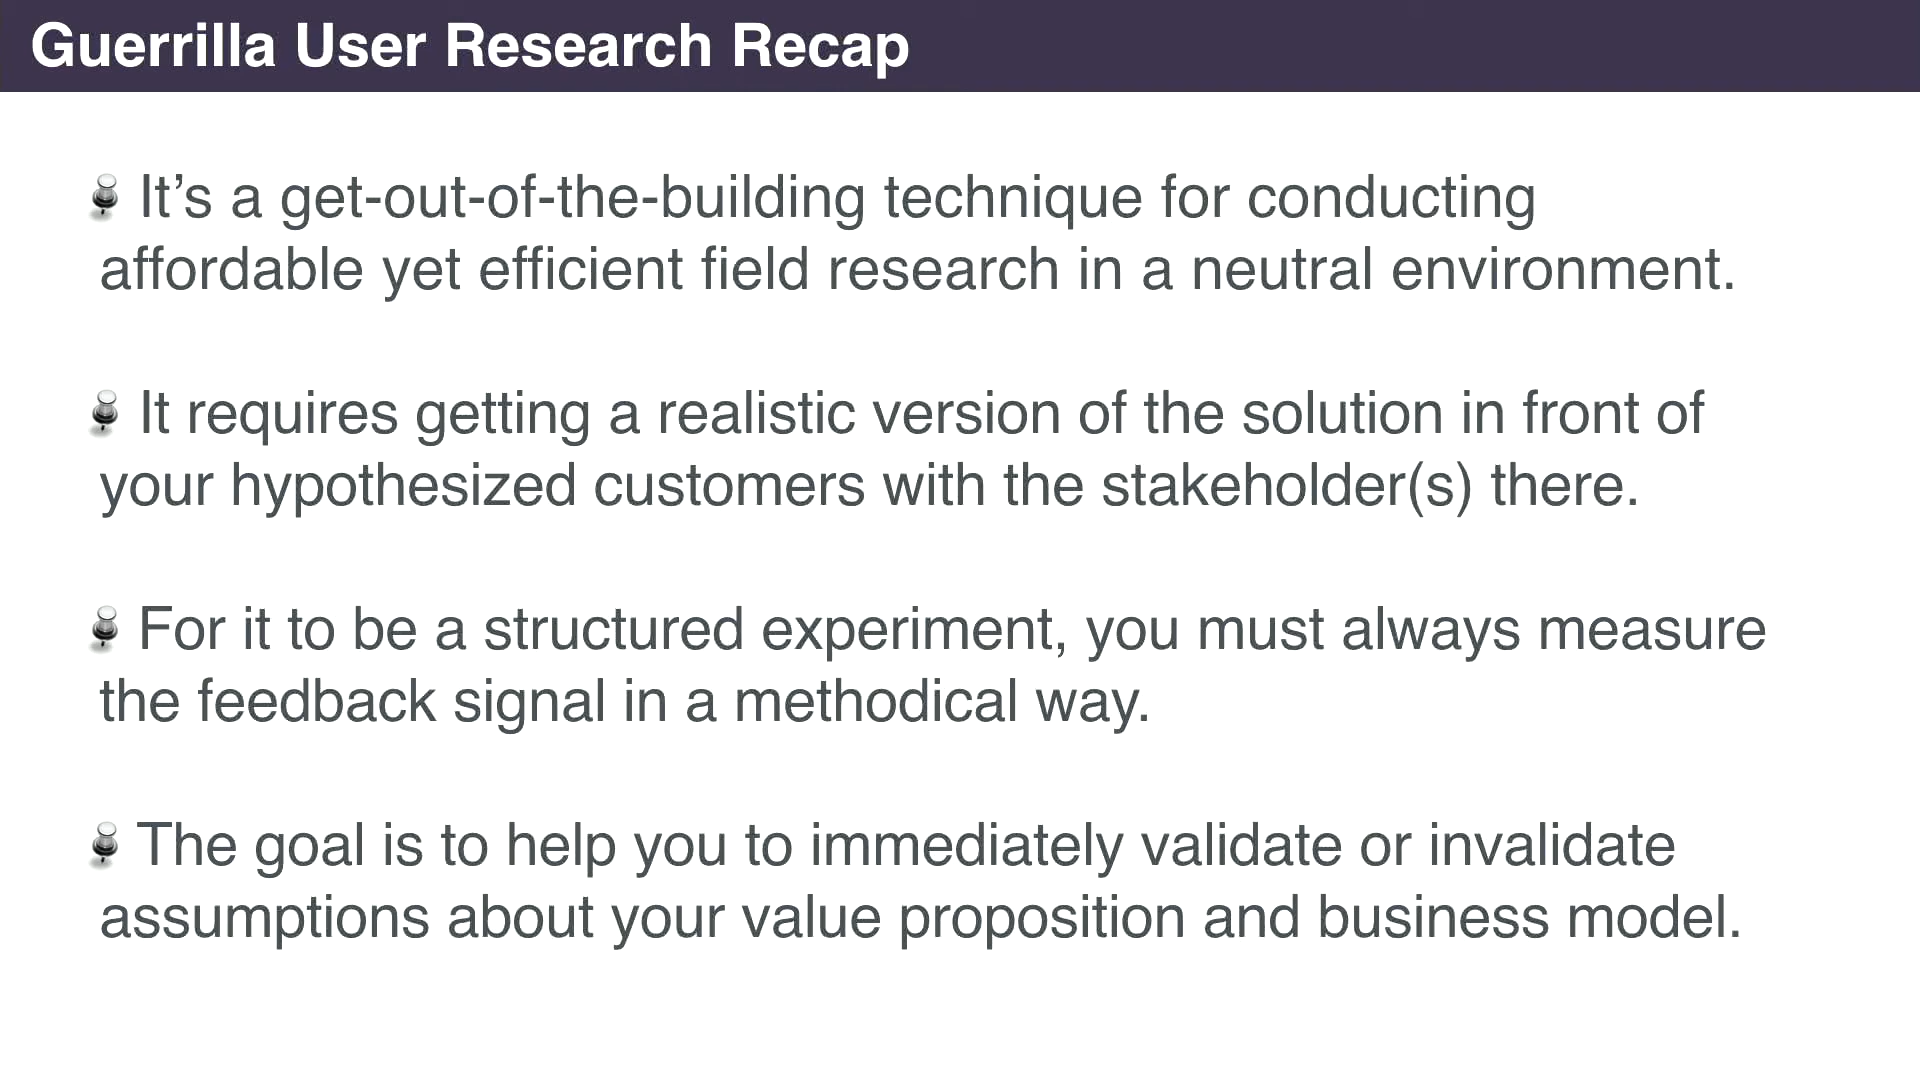 Guerrilla User Research Recap
It’s a get-out-of-the-building technique for conducting
affordable yet efficient field research in a neutral environment.
It requires getting a realistic version of the solution in front of
your hypothesized customers with the stakeholder(s) there.
For it to be a structured experiment, you must always measure
the feedback signal in a methodical way.
The goal is to help you to immediately validate or invalidate
assumptions about your value proposition and business model.